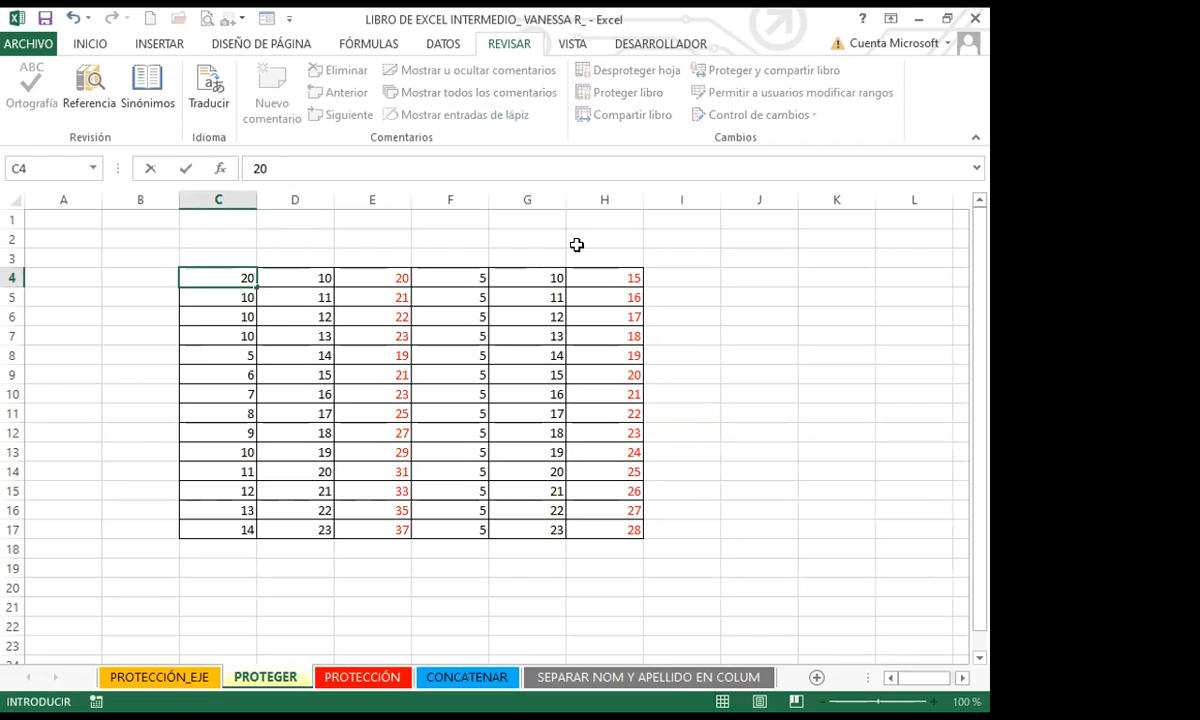 LIBRO DE EXCEL INTERMEDIO_ VANESSA R_ - Excel
?
ARCHIVO INICIO INSERTAR DISEÑO DE PÁGINA FÓRMULAS DATOS REVISAR VISTA DESARROLLADOR Cuenta Microsoft
ABC
Ortografía Referencia Sinónimos
Revisión
Traducir
Idioma
Nuevo
comentario
Eliminar
Anterior
Siguiente
Mostrar u ocultar comentarios
Mostrar todos los comentarios
Mostrar entradas de lápiz
Comentarios
Desproteger hoja
Proteger libro
Compartir libro
Proteger y compartir libro
Permitir a usuarios modificar rangos
Control de cambios
Cambios
C4 fx 20
A B C D E F G H I J K L
1
2
3
4 20 10 20 5 10 15
5 10 11 21 5 11 16
6 10 12 22 5 12 17
7 10 13 23 5 13 18
8 5 14 19 5 14 19
9 6 15 21 5 15 20
10 7 16 23 5 16 21
11 8 17 25 5 17 22
12 9 18 27 5 18 23
13 10 19 29 5 19 24
14 11 20 31 5 20 25
15 12 21 33 5 21 26
16 13 22 35 5 22 27
17 14 23 37 5 23 28
18
19
20
21
22
23
PROTECCIÓN_EJE PROTEGER PROTECCIÓN CONCATENAR SEPARAR NOM Y APELLIDO EN COLUM
INTRODUCIR 100 %